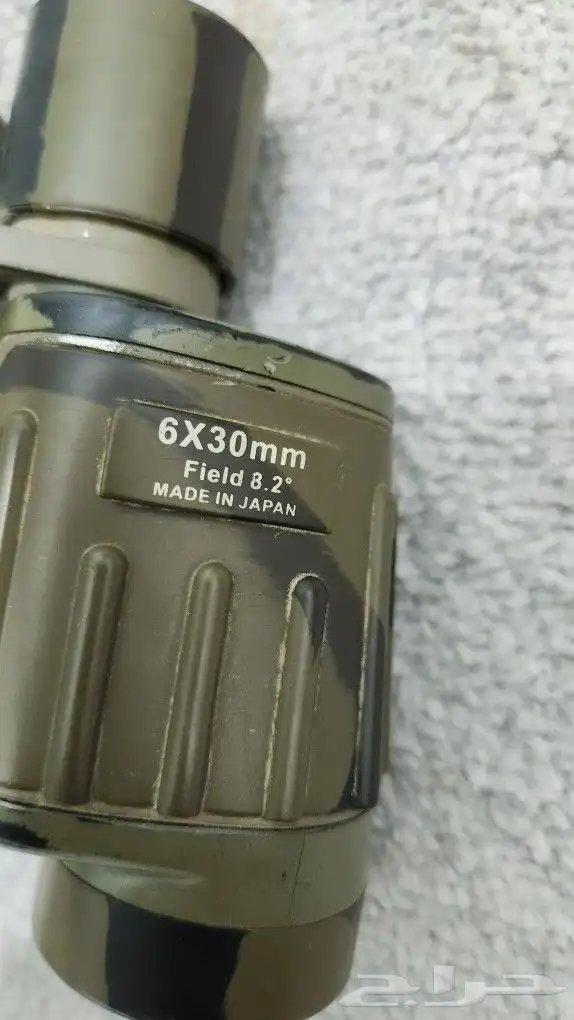 6X30mm
Field 8.2°
MADE IN JAPAN
حراج